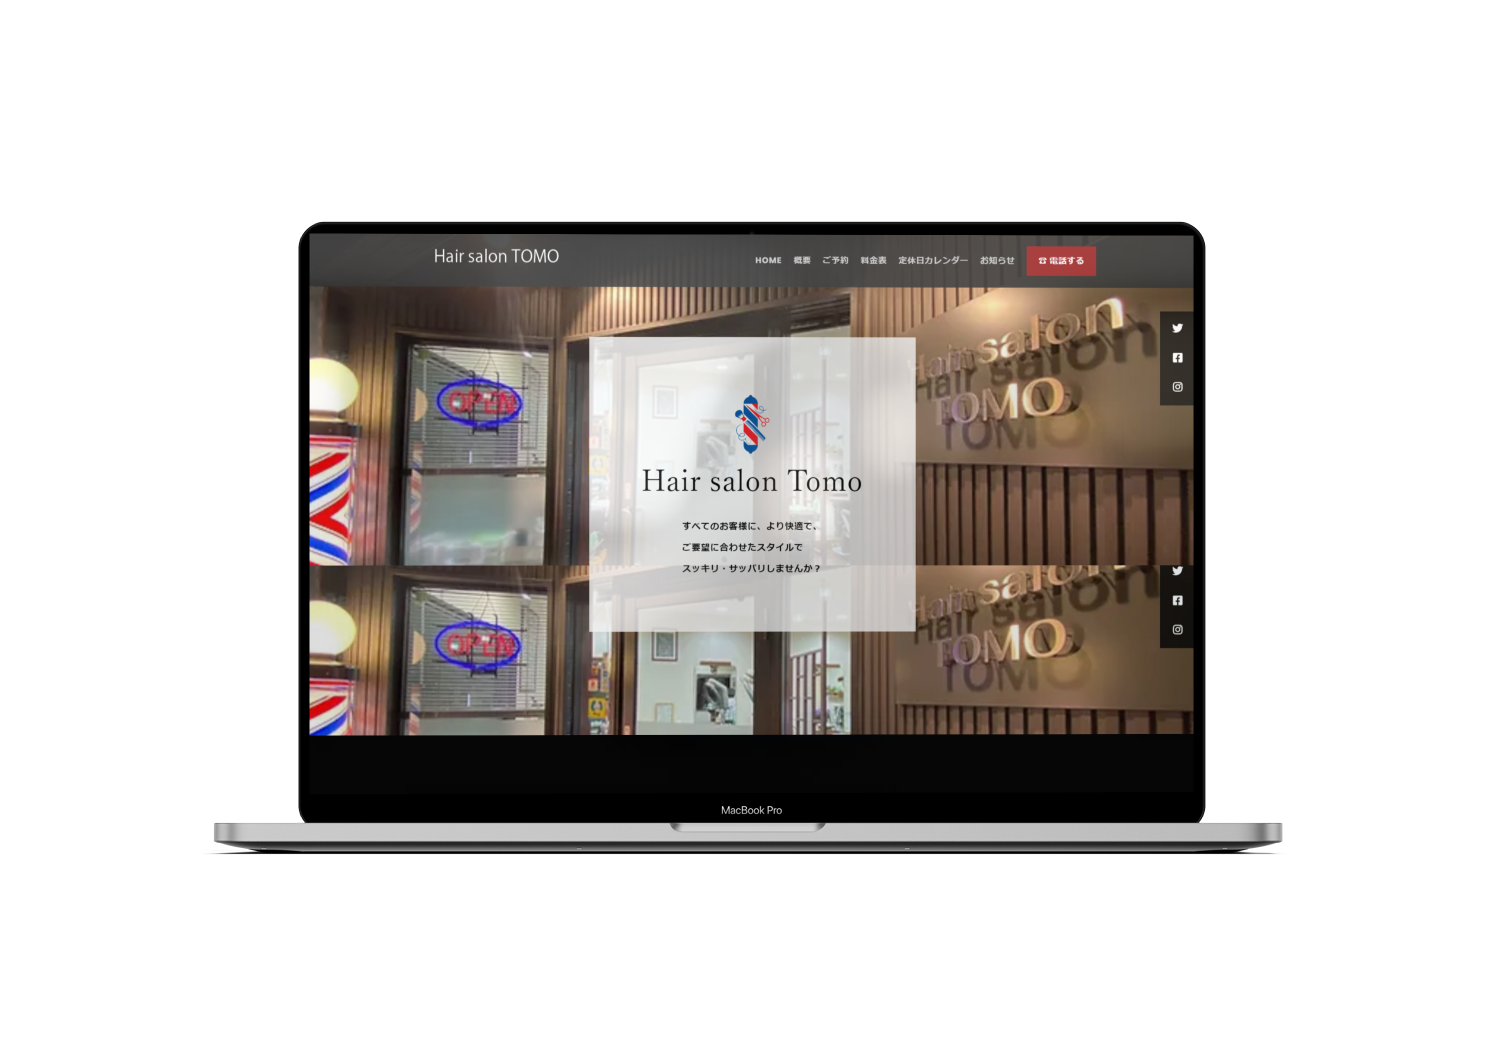 Hair salon TOMO
HOME 概要 ご予約 料金表 定休日カレンダー お知らせ ☎ 電話する
OPEN
Hair salon
TOMO
Hair salon Tomo
すべてのお客様に、より快適で、
ご要望に合わせたスタイルで
スッキリ・サッパリしませんか?
OPEN
Hair salon
TOMO
MacBook Pro